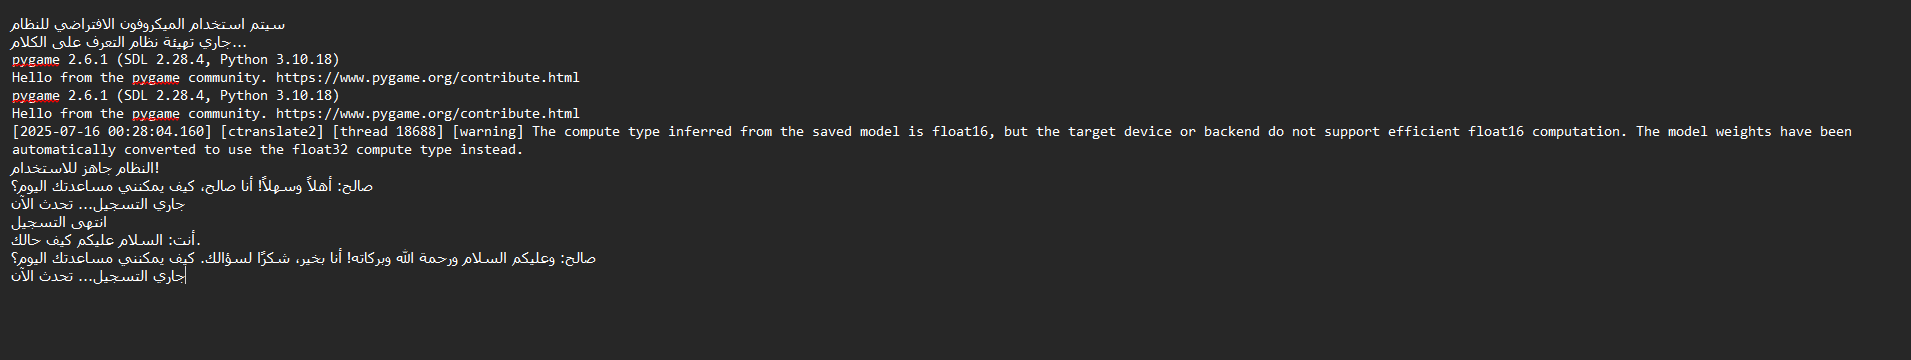 سيتم استخدام الميكروفون الافتراضي للنظام
جاري تهيئة نظام التعرف على الكلام...
pygame 2.6.1 (SDL 2.28.4, Python 3.10.18)
Hello from the pygame community. https://www.pygame.org/contribute.html
pygame 2.6.1 (SDL 2.28.4, Python 3.10.18)
Hello from the pygame community. https://www.pygame.org/contribute.html
[2025-07-16 00:28:04.160] [ctranslate2] [thread 18688] [warning] The compute type inferred from the saved model is float16, but the target device or backend do not support efficient float16 computation. The model weights have been
automatically converted to use the float32 compute type instead.
النظام جاهز للاستخدام!
صالح: أهلاً وسهلاً! أنا صالح، كيف يمكنني مساعدتك اليوم؟
جاري التسجيل... تحدث الآن
انتهى التسجيل
أنت: السلام عليكم كيف حالك.
صالح: وعليكم السلام ورحمة الله وبركاته! أنا بخير، شكرًا لسؤالك. كيف يمكنني مساعدتك اليوم؟
جاري التسجيل... تحدث الآن